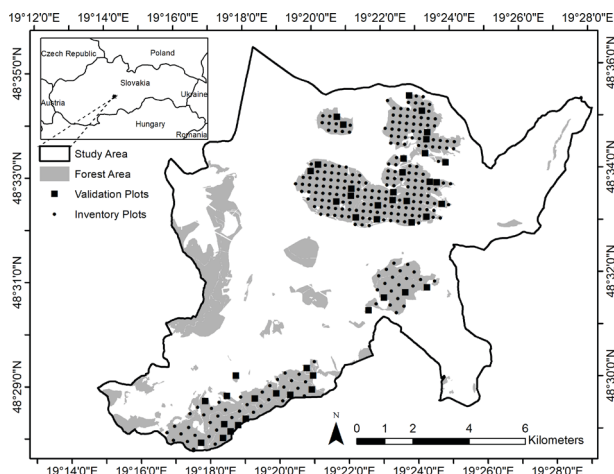 19°12'0"E 19°14'0"E 19°16'0"E 19°18'0"E 19°20'0"E 19°22'0"E 19°24'0"E 19°26'0"E 19°28'0"E
48°35'0"N
48°33'0"N
48°31'0"N
48°29'0"N
48°36'0"N
48°34'0"N
48°32'0"N
48°30'0"N
Czech Republic
Poland
Slovakia
Austria
Ukraine
Hungary
Romania
Study Area
Forest Area
Validation Plots
Inventory Plots
N
0 1 2 4 6
Kilometers
19°14'0"E 19°16'0"E 19°18'0"E 19°20'0"E 19°22'0"E 19°24'0"E 19°26'0"E 19°28'0"E